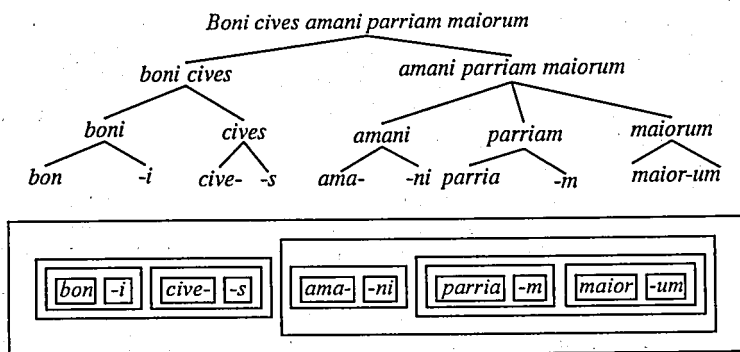 Boni cives amani parriam maiorum
boni cives amani parriam maiorum
boni cives amani parriam maiorum
bon -i cive- -s ama- -ni parria -m maior-um
bon -i cive- -s ama- -ni parria -m maior -um